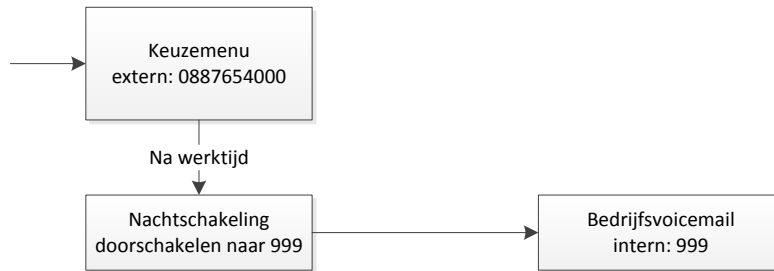 Keuzemenu
extern: 0887654000
Na werktijd
Nachtschakeling
doorschakelen naar 999
Bedrijfsvoicemail
intern: 999